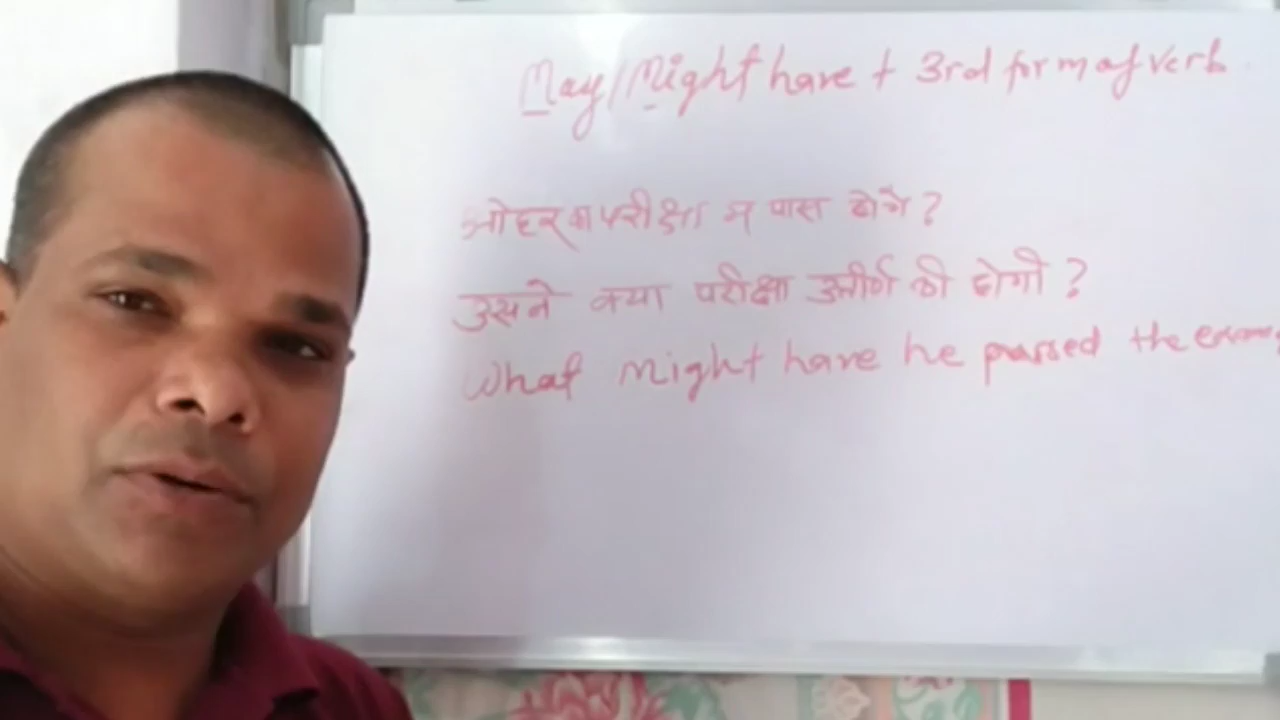 May/Might have + 3rd form of verb
परीक्षा म पास होगे?
उसने क्या परीक्षा उत्तीर्ण की होगी?
What Might have he passed the